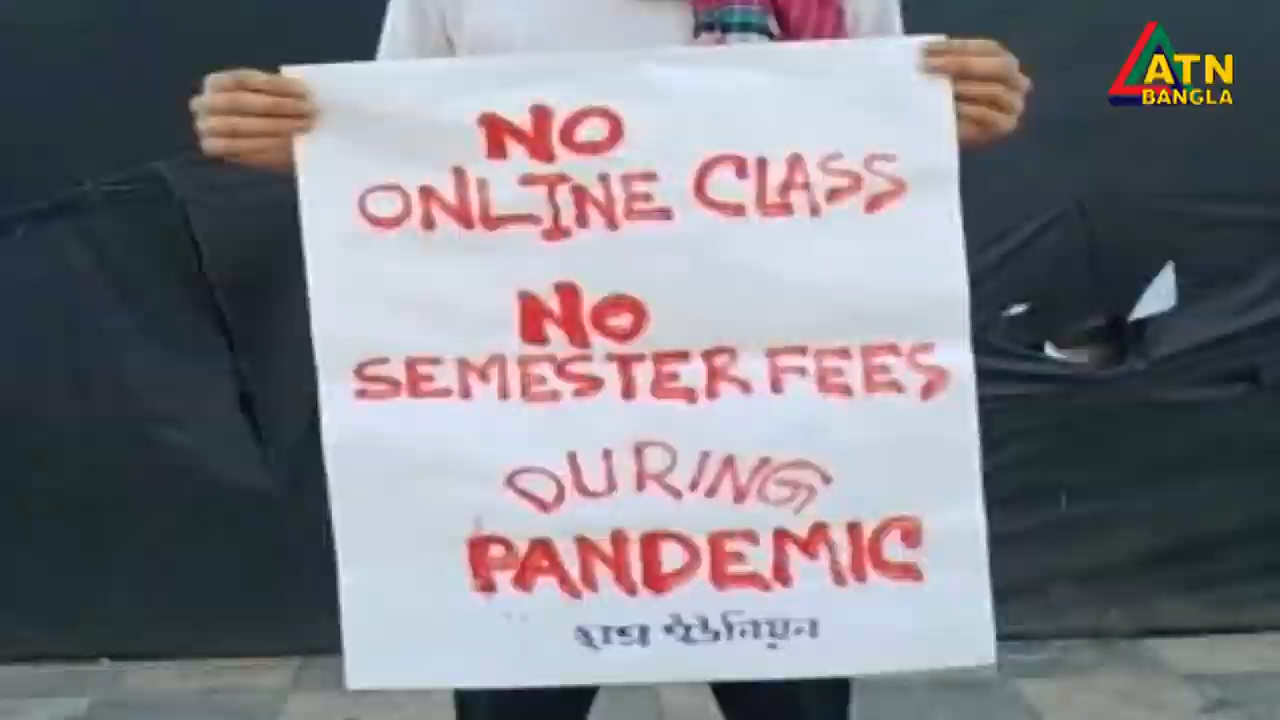 ATN
BANGLA
NO
ONLINE CLASS
NO
SEMESTER FEES
DURING
PANDEMIC
ছাত্র ইউনিয়ন